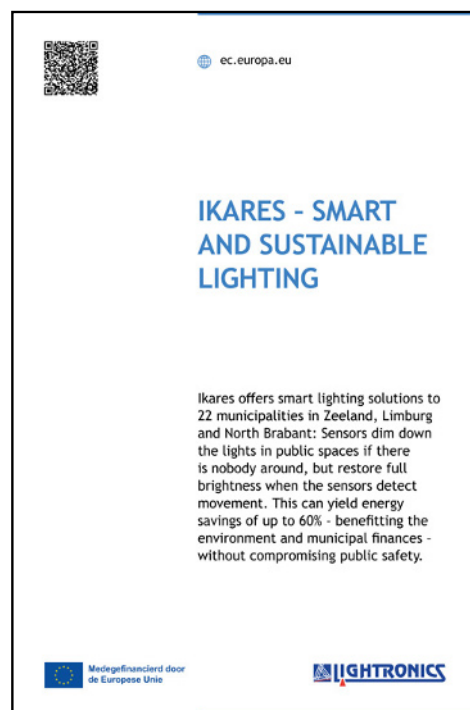 ec.europa.eu
IKARES - SMART
AND SUSTAINABLE
LIGHTING
Ikares offers smart lighting solutions to
22 municipalities in Zeeland, Limburg
and North Brabant: Sensors dim down
the lights in public spaces if there
is nobody around, but restore full
brightness when the sensors detect
movement. This can yield energy
savings of up to 60% - benefitting the
environment and municipal finances -
without compromising public safety.
Medegefinancierd door
de Europese Unie
LIGHTRONICS